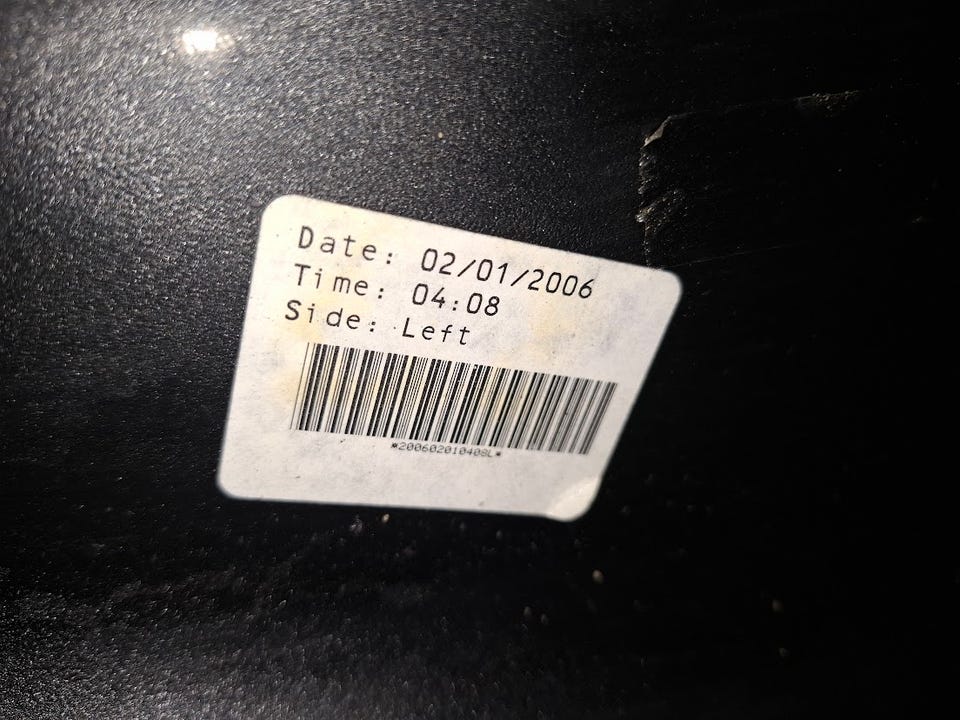 Date: 02/01/2006
Time: 04:08
Side: Left
*200602010408L*